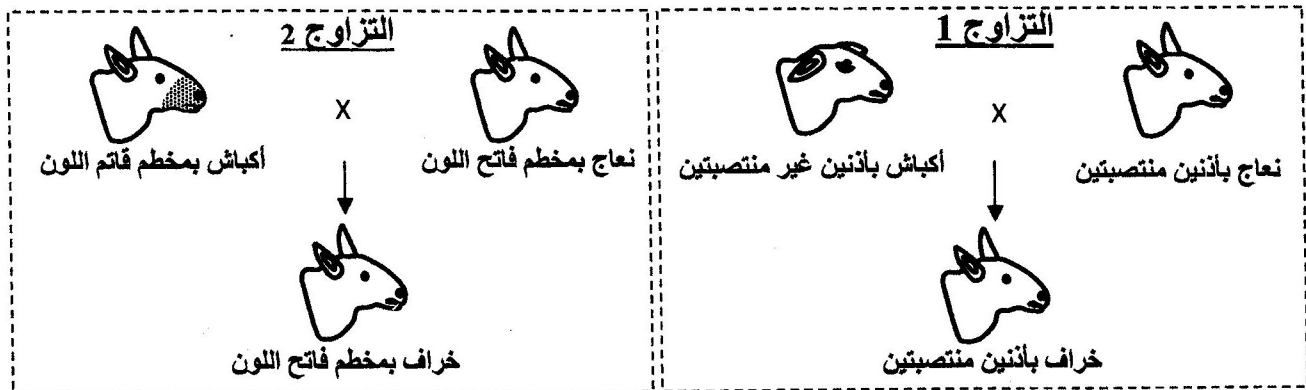 التزاوج 1
X
نعاج بأذنين منتصبتين
أكباش بأذنين غير منتصبتين
خراف بأذنين منتصبتين
التزاوج 2
X
نعاج بمخطم فاتح اللون
أكباش بمخطم قاتم اللون
خراف بمخطم فاتح اللون